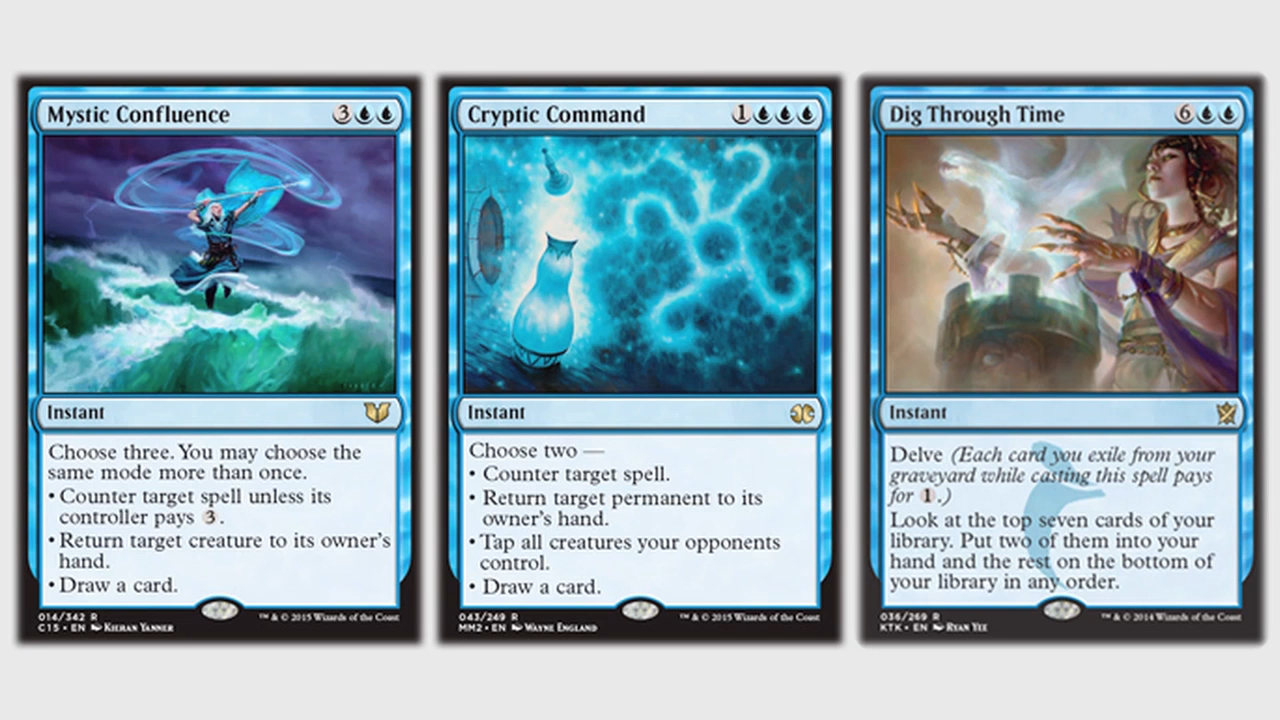 Mystic Confluence 3
Instant
Choose three. You may choose the
same mode more than once.
• Counter target spell unless its
controller pays 3.
• Return target creature to its owner's
hand.
• Draw a card.
014/342 R
C15 • EN Kieran Yanner
™ & © 2015 Wizards of the Coast
Cryptic Command 1
Instant
Choose two —
• Counter target spell.
• Return target permanent to its
owner's hand.
• Tap all creatures your opponents
control.
• Draw a card.
043/249 R
MM2 • EN Wayne England
™ & © 2015 Wizards of the Coast
Dig Through Time 6
Instant
Delve (Each card you exile from your
graveyard while casting this spell pays
for 1.)
Look at the top seven cards of your
library. Put two of them into your
hand and the rest on the bottom of
your library in any order.
036/269 R
KTK • EN Ryan Yee
™ & © 2014 Wizards of the Coast